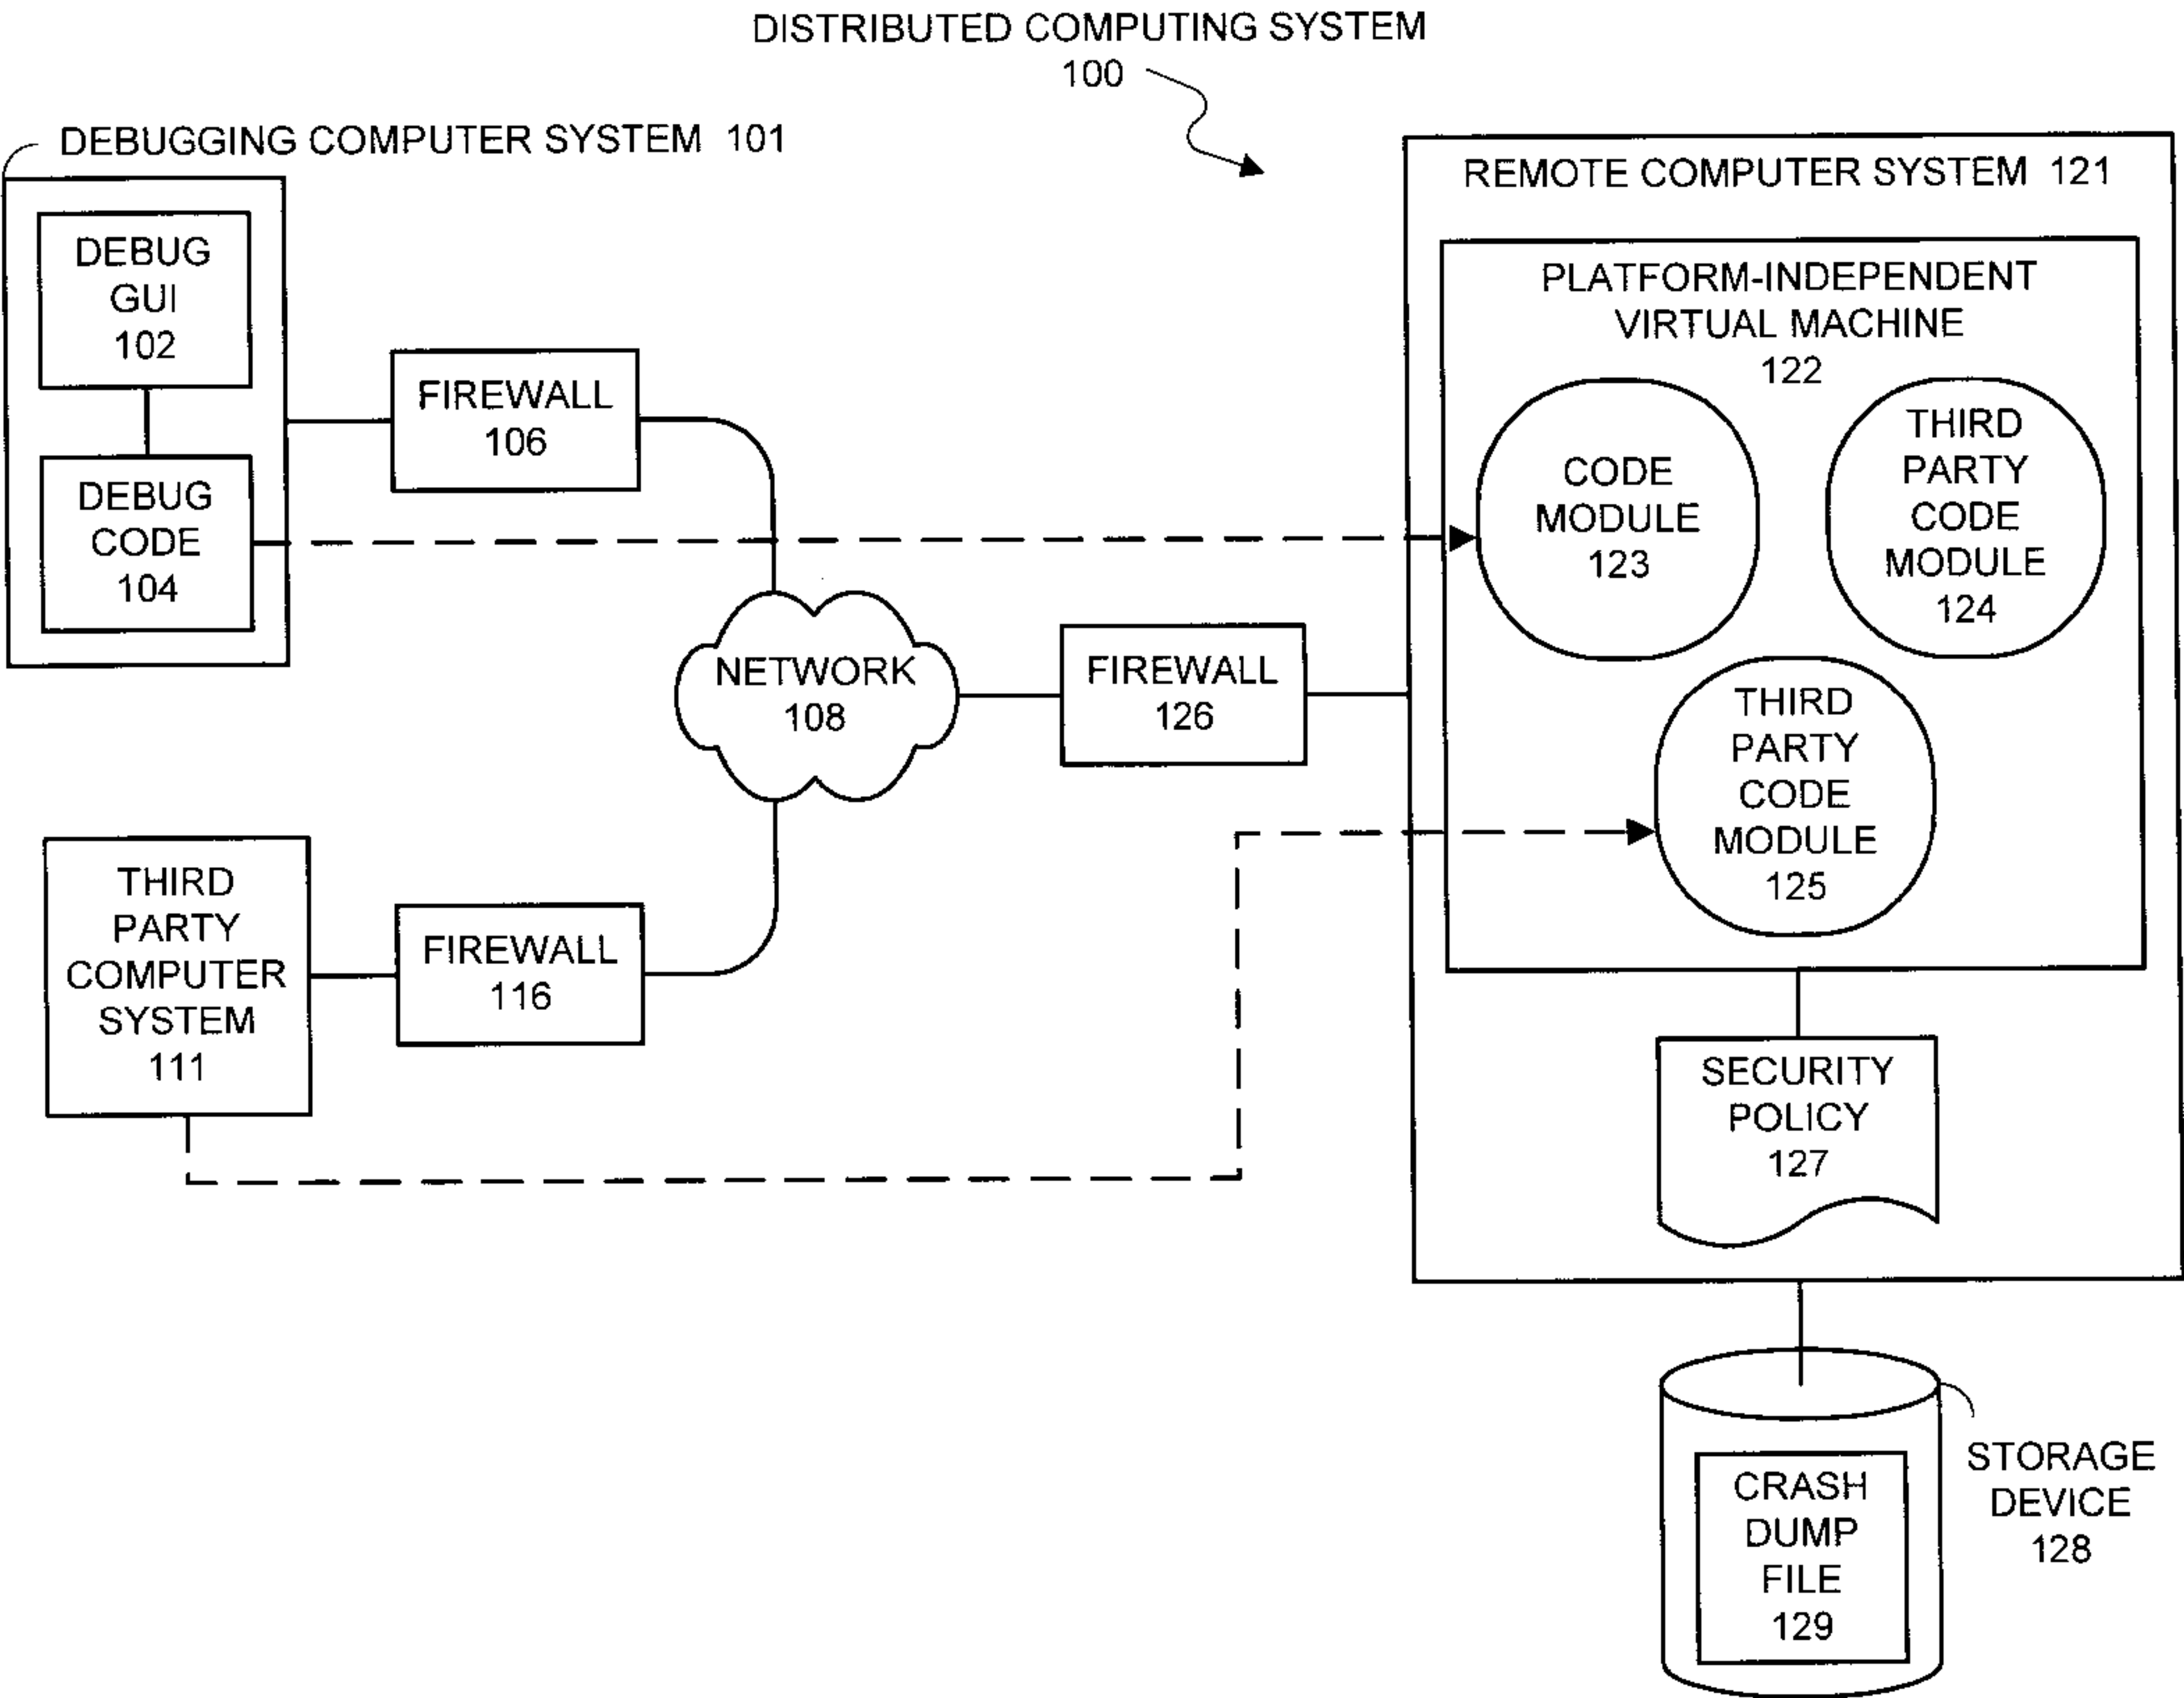 DISTRIBUTED COMPUTING SYSTEM
100
DEBUGGING COMPUTER SYSTEM 101
DEBUG
GUI
102
DEBUG
CODE
104
FIREWALL
106
NETWORK
108
FIREWALL
126
THIRD
PARTY
COMPUTER
SYSTEM
111
FIREWALL
116
REMOTE COMPUTER SYSTEM 121
PLATFORM-INDEPENDENT
VIRTUAL MACHINE
122
CODE
MODULE
123
THIRD
PARTY
CODE
MODULE
124
THIRD
PARTY
CODE
MODULE
125
SECURITY
POLICY
127
STORAGE
DEVICE
128
CRASH
DUMP
FILE
129